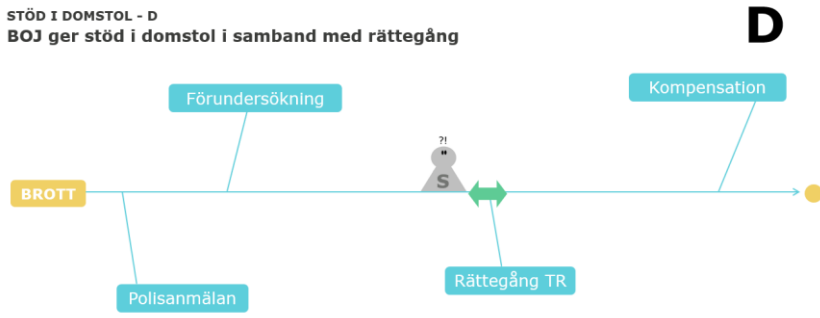 STÖD I DOMSTOL - D
BOJ ger stöd i domstol i samband med rättegång
D
Kompensation
Förundersökning
?!
S
BROTT
Rättegång TR
Polisanmälan